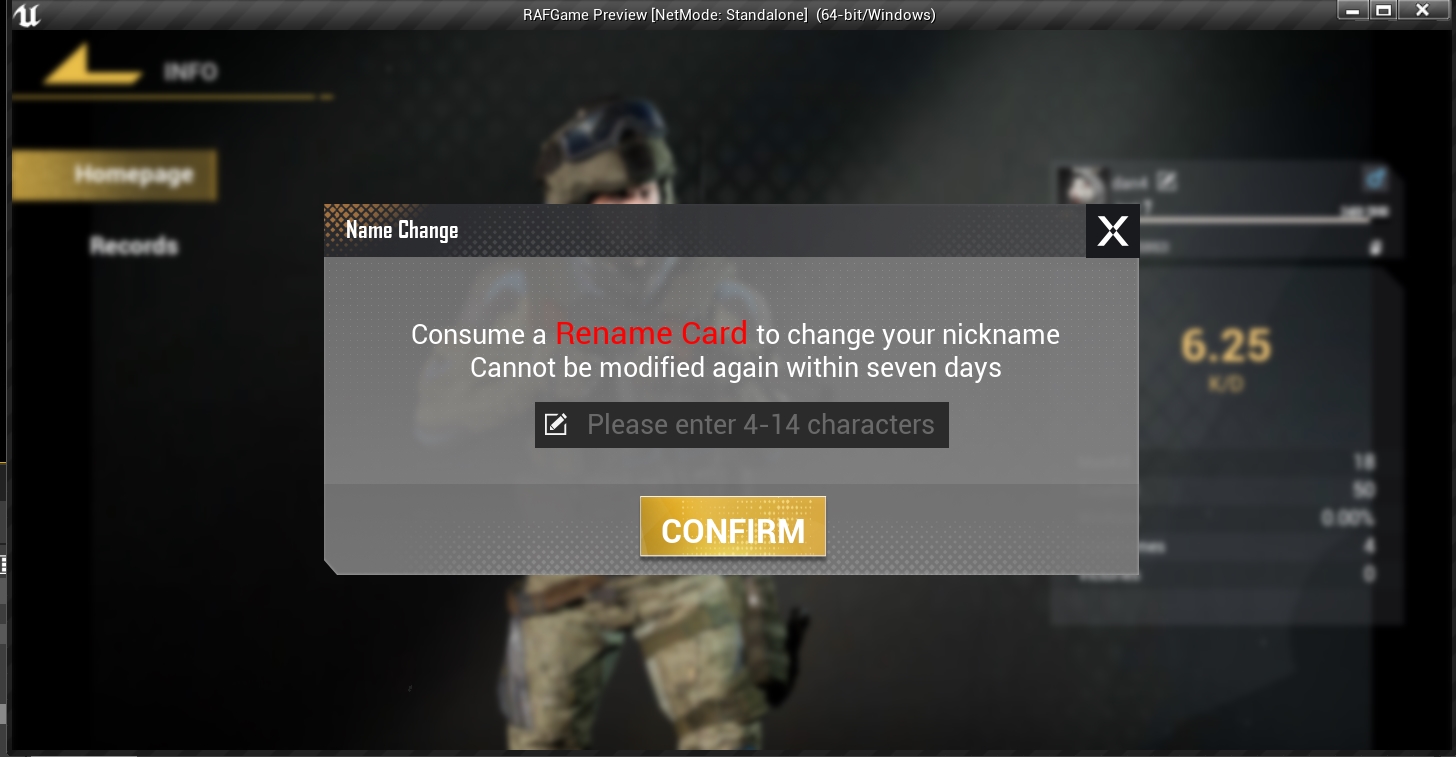 RAFGame Preview [NetMode: Standalone] (64-bit/Windows)
INFO
Homepage
Records
Name Change
X
Consume a Rename Card to change your nickname
Cannot be modified again within seven days
Please enter 4-14 characters
CONFIRM
6.25
K/D
18
50
0.00%
4
0